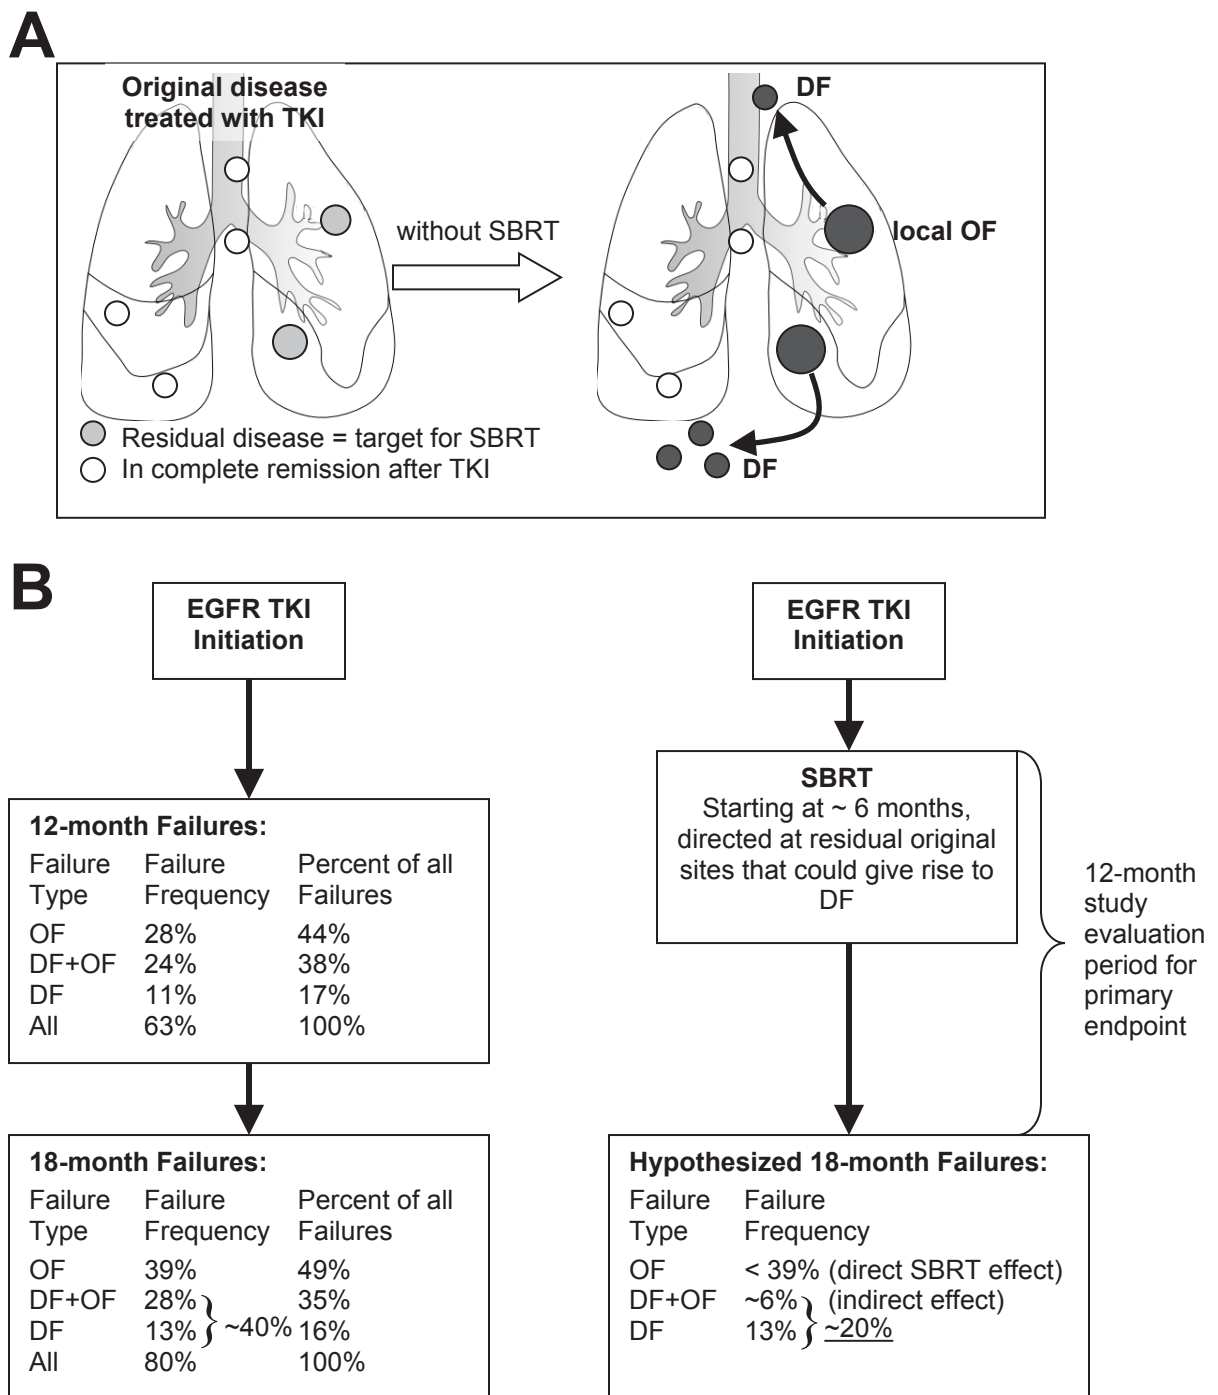 A
Original disease
treated with TKI
DF
without SBRT
local OF
Residual disease = target for SBRT
In complete remission after TKI
DF
B
EGFR TKI
Initiation
12-month Failures:
Failure Failure Percent of all
Type Frequency Failures
OF 28% 44%
DF+OF 24% 38%
DF 11% 17%
All 63% 100%
18-month Failures:
Failure Failure Percent of all
Type Frequency Failures
OF 39% 49%
DF+OF 28% 35%
DF 13% } ~40% 16%
All 80% 100%
EGFR TKI
Initiation
SBRT
Starting at ~ 6 months,
directed at residual original
sites that could give rise to
DF
12-month
study
evaluation
period for
primary
endpoint
Hypothesized 18-month Failures:
Failure Failure
Type Frequency
OF < 39% (direct SBRT effect)
DF+OF ~6% (indirect effect)
DF 13% } ~20%